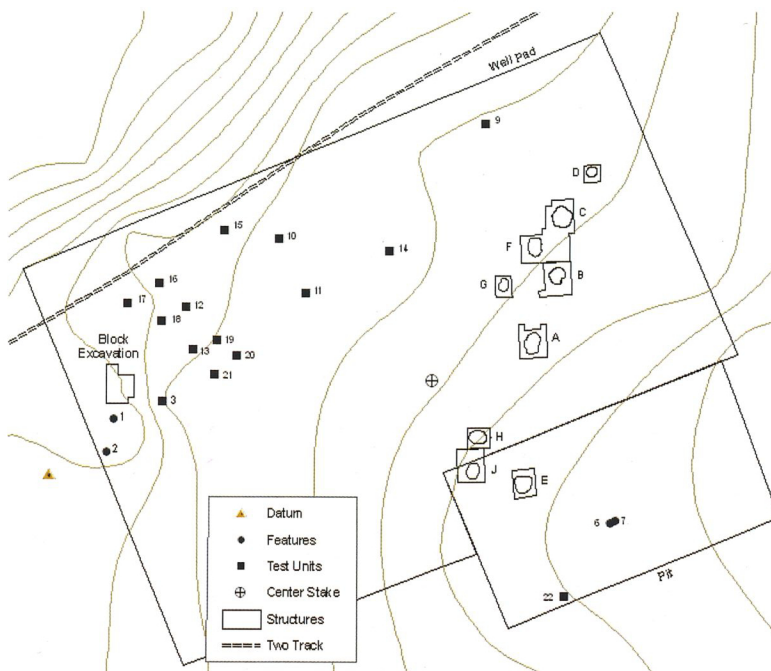 Well Pad
9
D
C
15
10
F
14
B
16
G
11
17
12
18
A
19
Block
Excavation
13
20
21
3
1
H
2
J
E
6
7
Datum
Features
Test Units
Center Stake
Structures
Two Track
Pit
22